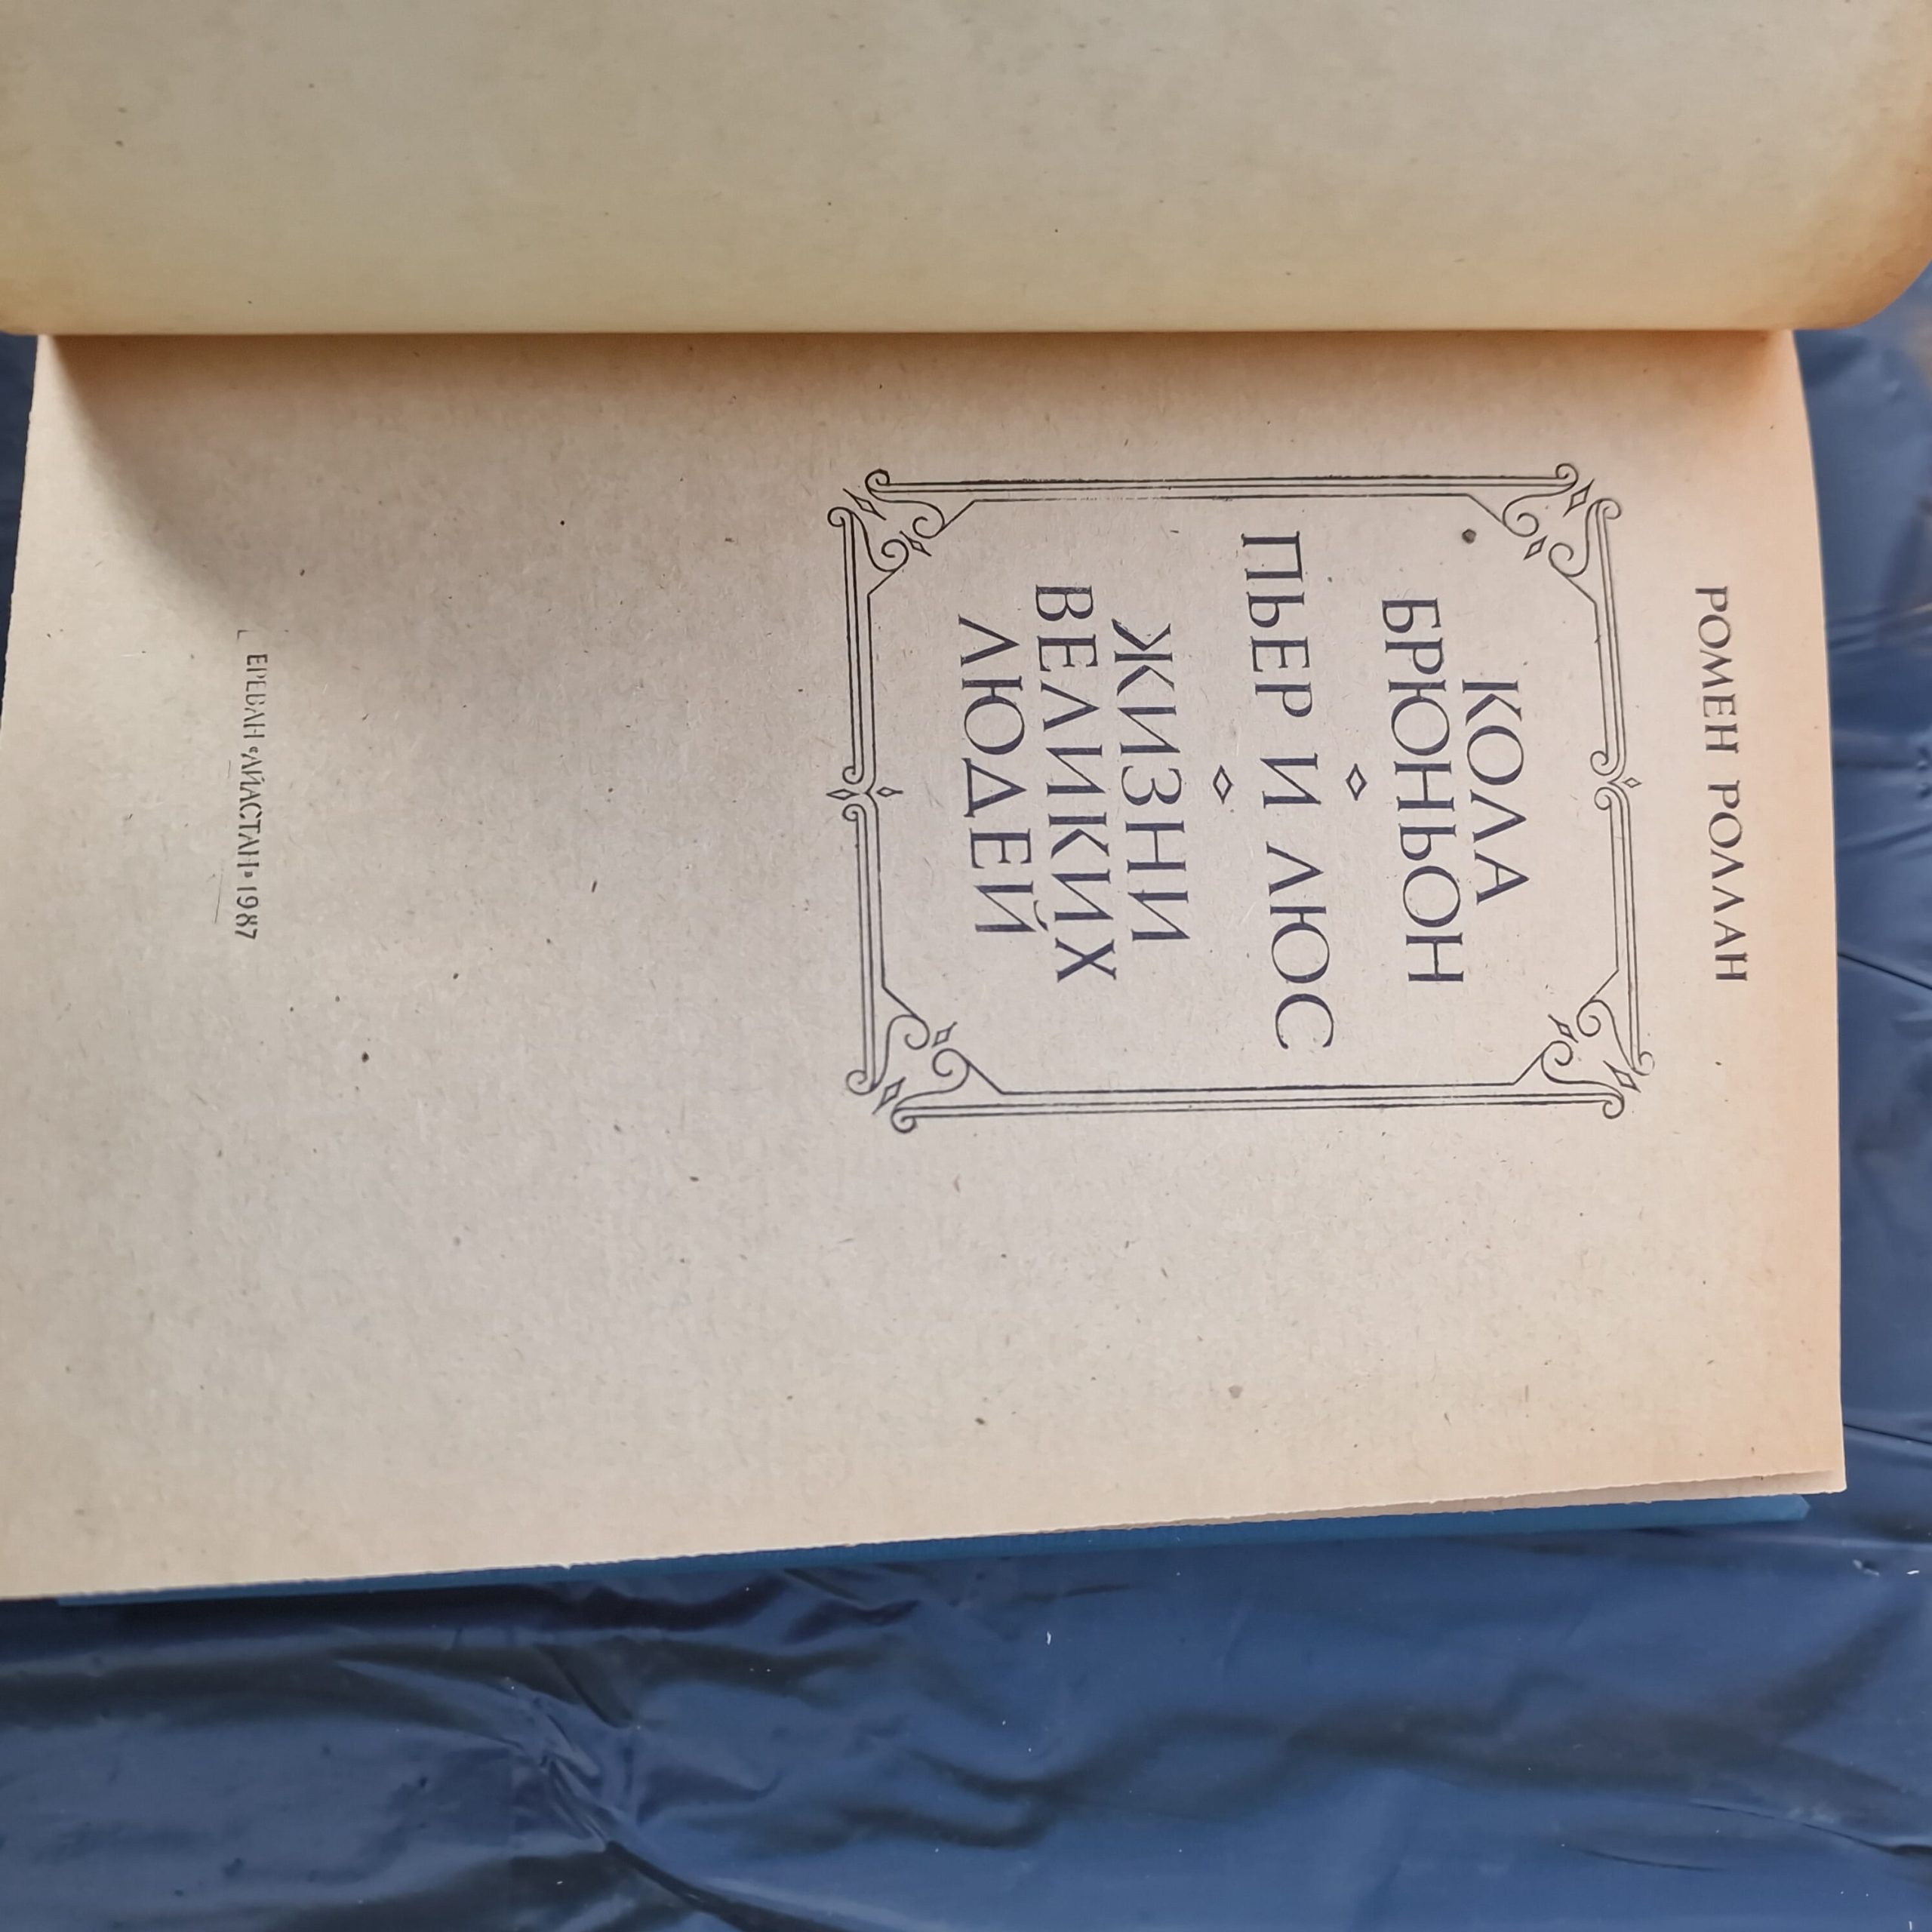 РОМЕН РОЛЛАН
КОЛА
БРЮНЬОН
ПЬЕР И ЛЮС
ЖИЗНИ
ВЕЛИКИХ
ЛЮДЕЙ
ЕРЕВАН «АЙАСТАН» 1987